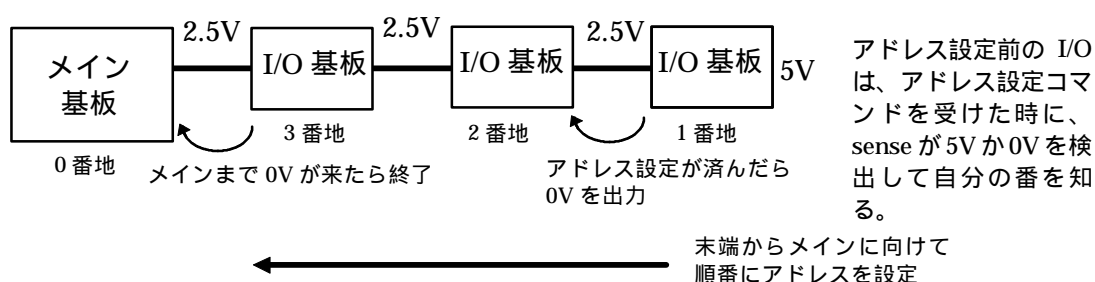 2.5V 2.5V 2.5V
メイン
基板
I/O 基板
I/O 基板
I/O 基板
5V
0 番地
3 番地
2 番地
1 番地
メインまで 0V が来たら終了
アドレス設定が済んだら
0V を出力
アドレス設定前の I/O
は、アドレス設定コマ
ンドを受けた時に、
sense が 5V か 0V を検
出して自分の番を知
る。
末端からメインに向けて
順番にアドレスを設定